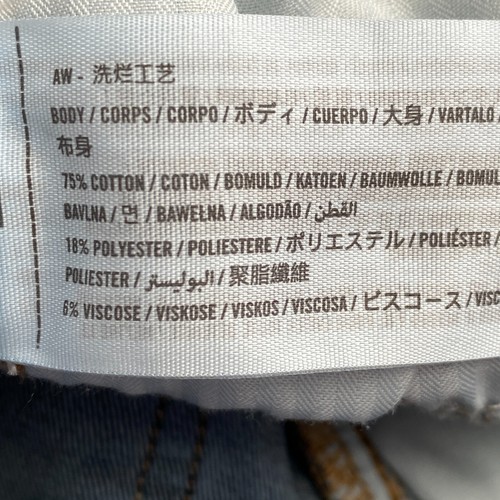 AW - 洗烂工艺
BODY / CORPS / CORPO / ボディ / CUERPO / 大身 / VARTALO
布身
75% COTTON / COTON / BOMULD / KATOEN / BAUMWOLLE / BOMUL
BAVLNA / 면 / BAWEŁNA / ALGODÃO / القطن
18% POLYESTER / POLIESTERE / ポリエステル / POLIÉSTER /
POLIESTER / البوليستر / 聚脂纖維
6% VISCOSE / VISKOSE / VISKOS / VISCOSA / ビスコース / VISC